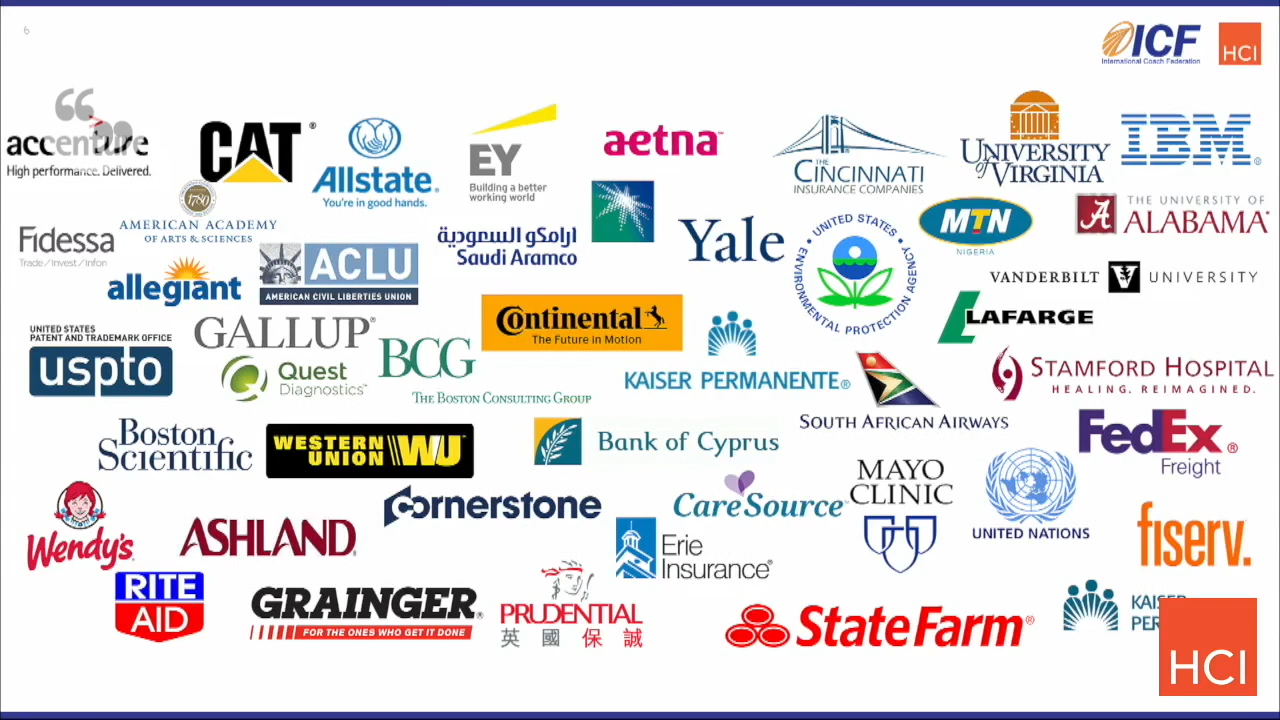 6
ICF
International Coach Federation
HCI
accenture
High performance. Delivered.
CAT®
Allstate®
You're in good hands.
EY
Building a better
working world
aetna™
THE
CINCINNATI
INSURANCE COMPANIES
UNIVERSITY
of VIRGINIA
IBM®
1780
AMERICAN ACADEMY
OF ARTS & SCIENCES
Fidessa
Trade/Invest/Infor
allegiant
ACLU
AMERICAN CIVIL LIBERTIES UNION
ارامكو السعودية
Saudi Aramco
Yale
UNITED STATES
ENVIRONMENTAL PROTECTION AGENCY
MTN
NIGERIA
A
THE UNIVERSITY OF
ALABAMA®
VANDERBILT V UNIVERSITY
LAFARGE
UNITED STATES
PATENT AND TRADEMARK OFFICE
uspto
GALLUP®
Quest
Diagnostics™
BCG
THE BOSTON CONSULTING GROUP
Continental
The Future in Motion
KAISER PERMANENTE®
SOUTH AFRICAN AIRWAYS
STAMFORD HOSPITAL
HEALING. REIMAGINED.
Boston
Scientific
WESTERN
UNION
WU
Bank of Cyprus
FedEx®
Freight
Wendy's
ASHLAND
Cornerstone
CareSource
MAYO
CLINIC
UNITED NATIONS
fiserv.
RITE
AID
GRAINGER®
FOR THE ONES WHO GET IT DONE
PRUDENTIAL
英國保誠
Erie
Insurance®
StateFarm®
HCI